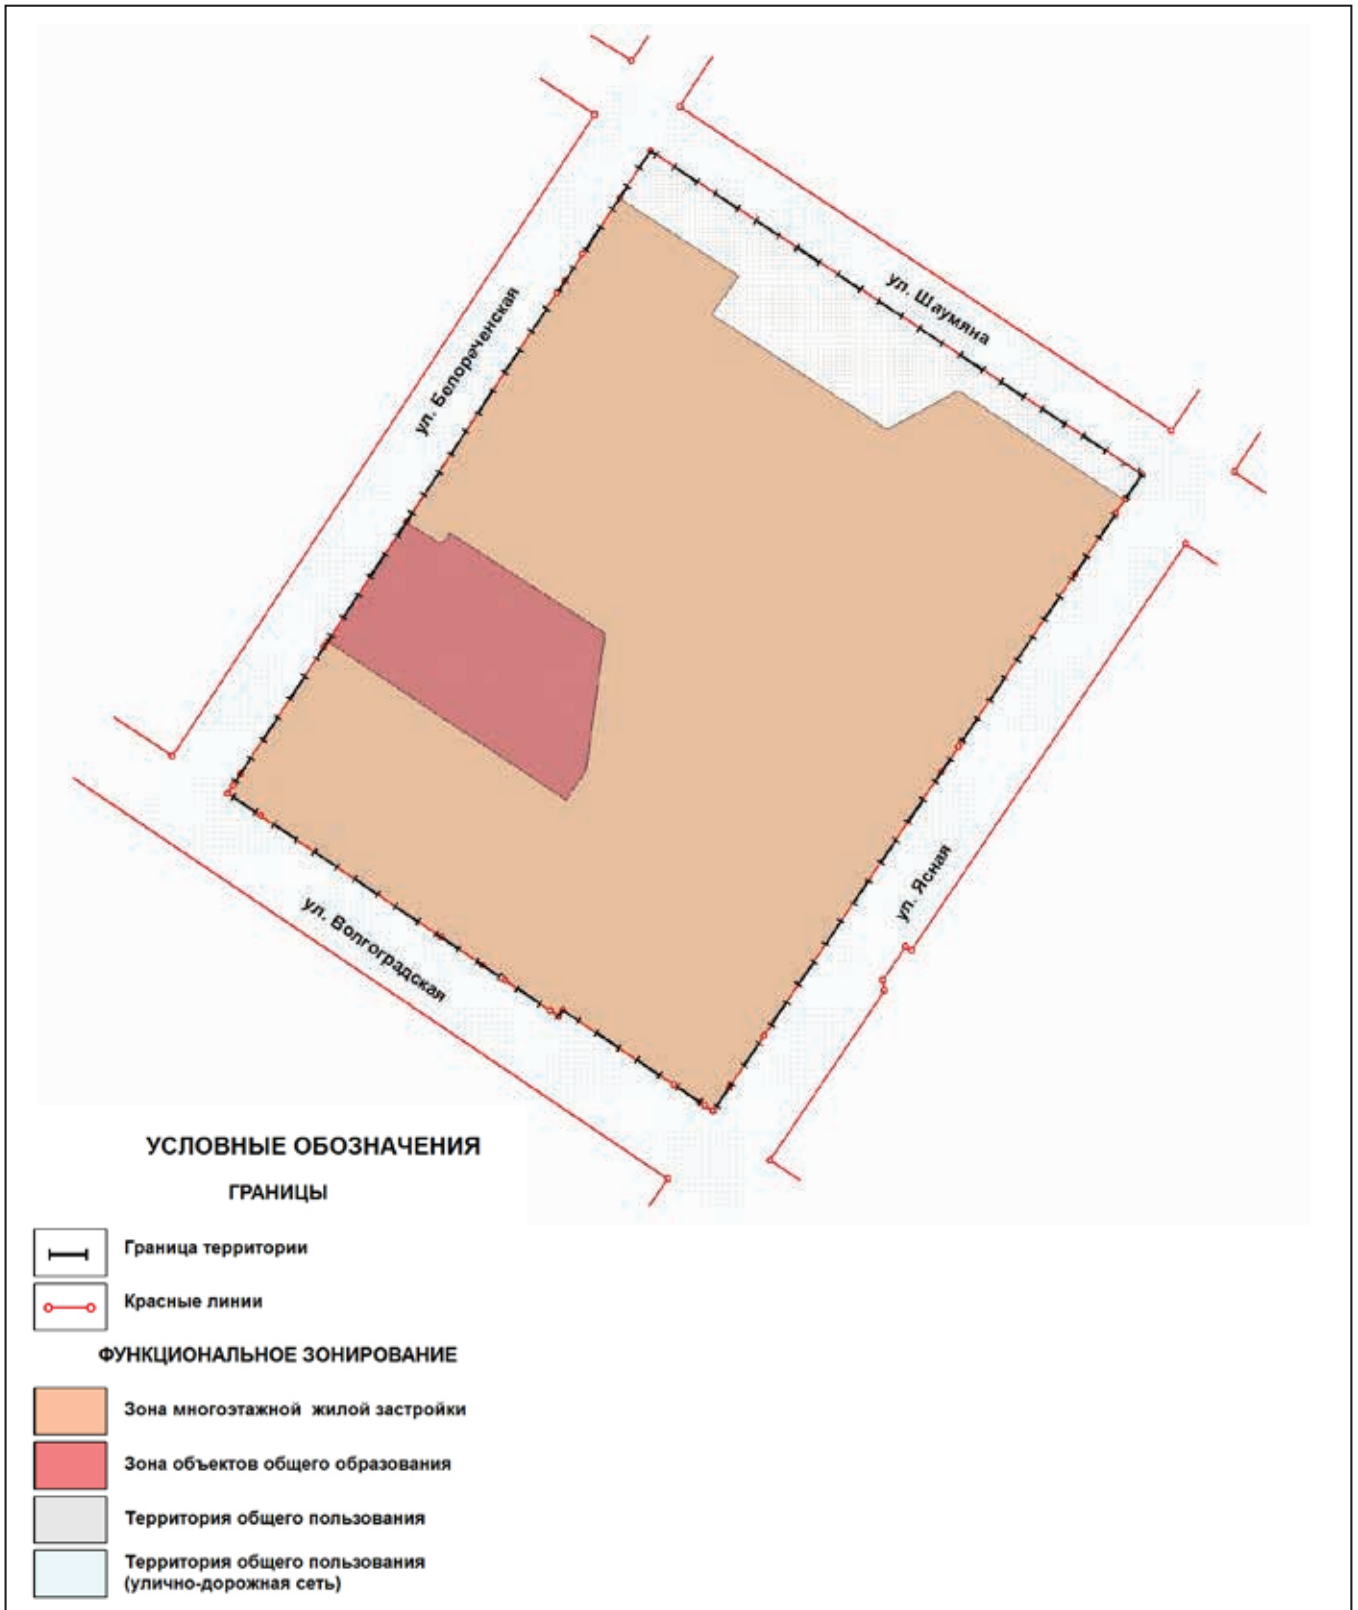 ул. Шаумяна
ул. Белореченская
ул. Ясная
ул. Волгоградская
УСЛОВНЫЕ ОБОЗНАЧЕНИЯ
ГРАНИЦЫ
Граница территории
Красные линии
ФУНКЦИОНАЛЬНОЕ ЗОНИРОВАНИЕ
Зона многоэтажной жилой застройки
Зона объектов общего образования
Территория общего пользования
Территория общего пользования
(улично-дорожная сеть)